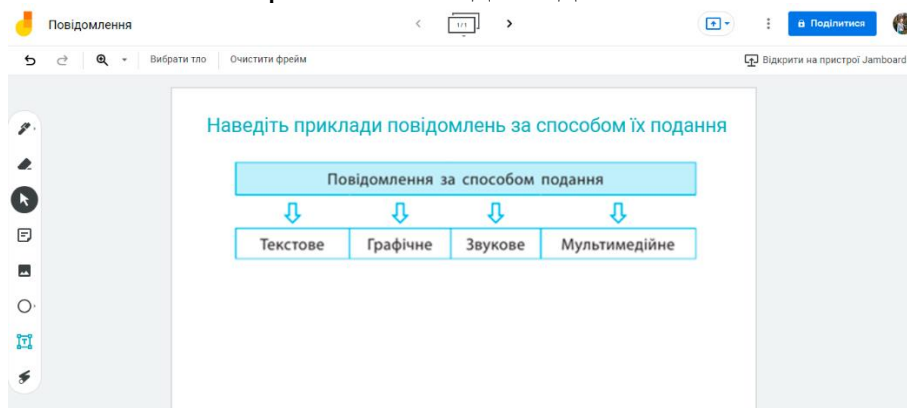 Повідомлення
1/1
Поділитися
Вибрати тло
Очистити фрейм
Відкрити на пристрої Jamboard
Наведіть приклади повідомлень за способом їх подання
Повідомлення за способом подання
Текстове
Графічне
Звукове
Мультимедійне